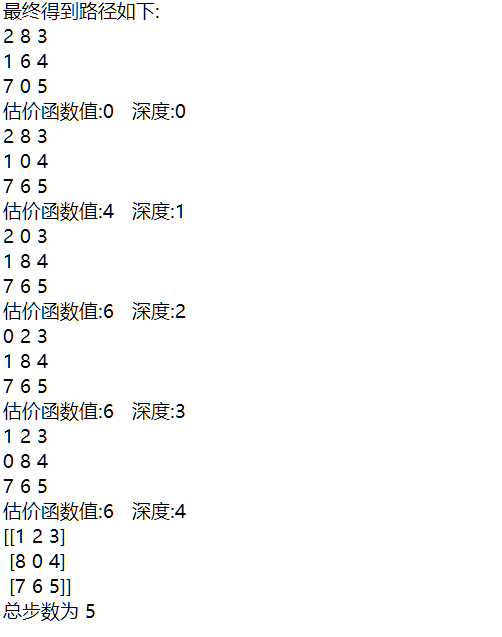 最终得到路径如下:
2 8 3
1 6 4
7 0 5
估价函数值:0 深度:0
2 8 3
1 0 4
7 6 5
估价函数值:4 深度:1
2 0 3
1 8 4
7 6 5
估价函数值:6 深度:2
0 2 3
1 8 4
7 6 5
估价函数值:6 深度:3
1 2 3
0 8 4
7 6 5
估价函数值:6 深度:4
[[1 2 3]
[8 0 4]
[7 6 5]]
总步数为 5